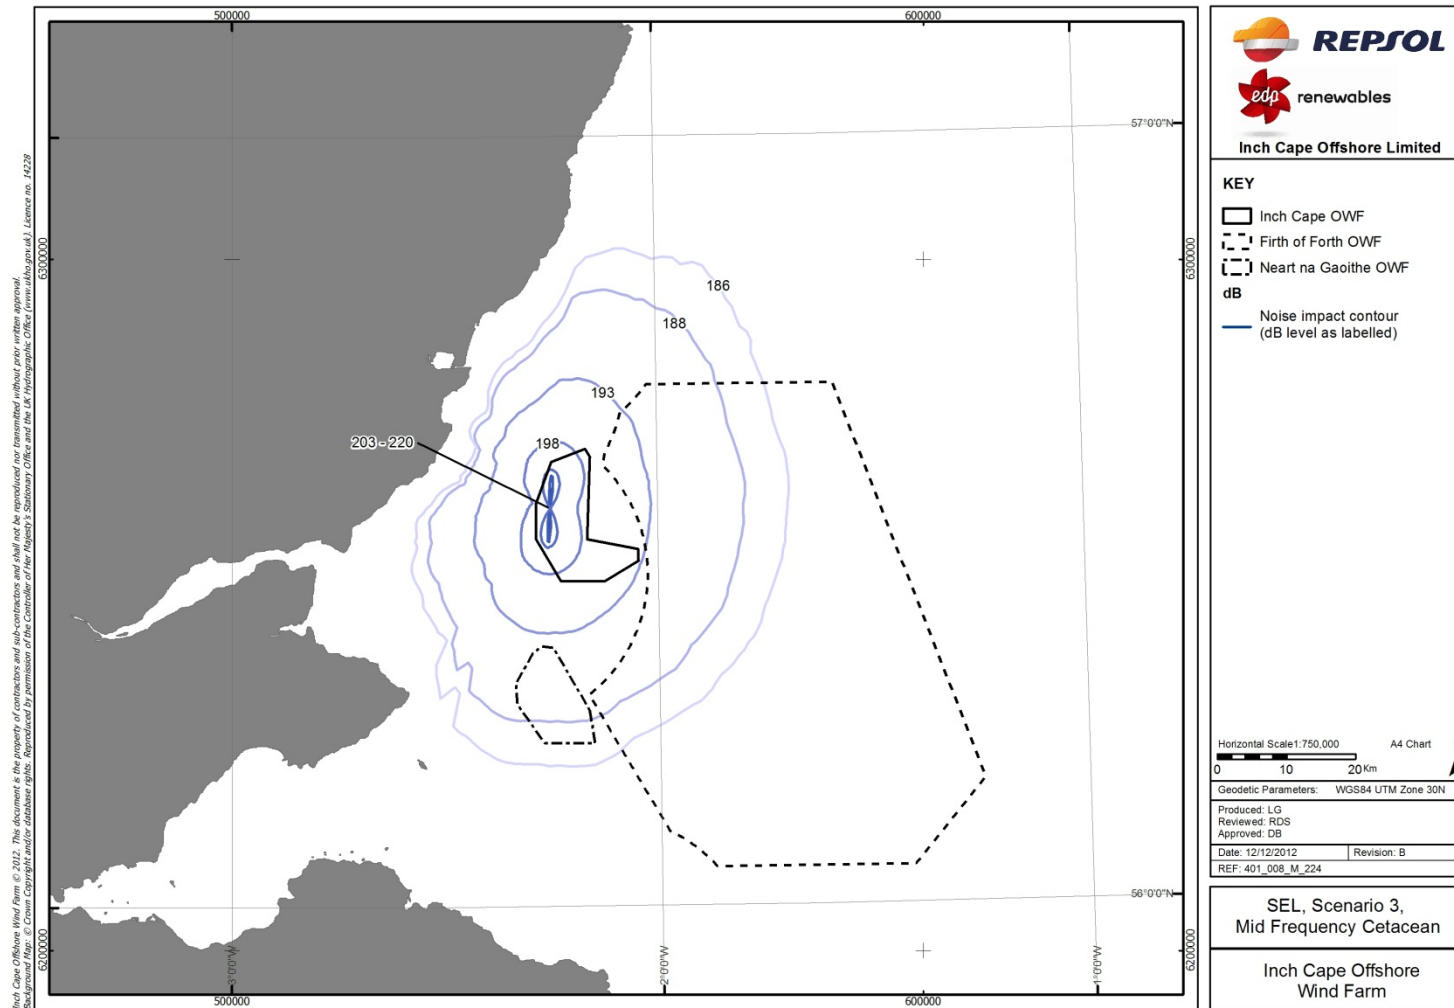 500000
600000
57°0'0"N
6300000
6300000
186
188
193
198
203 - 220
56°0'0"N
6200000
6200000
3°0'0"W
2°0'0"W
1°0'0"W
500000
600000
Inch Cape Offshore Wind Farm © 2012. This document is the property of contractors and sub-contractors and shall not be reproduced nor transmitted without prior written approval.
Background Map: © Crown Copyright and/or database rights. Reproduced by permission of the Controller of Her Majesty's Stationary Office and the UK Hydrographic Office (www.ukho.gov.uk). Licence no. 14228
REPSOL
edp renewables
Inch Cape Offshore Limited
KEY
Inch Cape OWF
Firth of Forth OWF
Neart na Gaoithe OWF
dB
Noise impact contour
(dB level as labelled)
Horizontal Scale1:750,000 A4 Chart
0 10 20 Km
Geodetic Parameters: WGS84 UTM Zone 30N
Produced: LG
Reviewed: RDS
Approved: DB
Date: 12/12/2012 Revision: B
REF: 401_008_M_224
SEL, Scenario 3,
Mid Frequency Cetacean
Inch Cape Offshore
Wind Farm